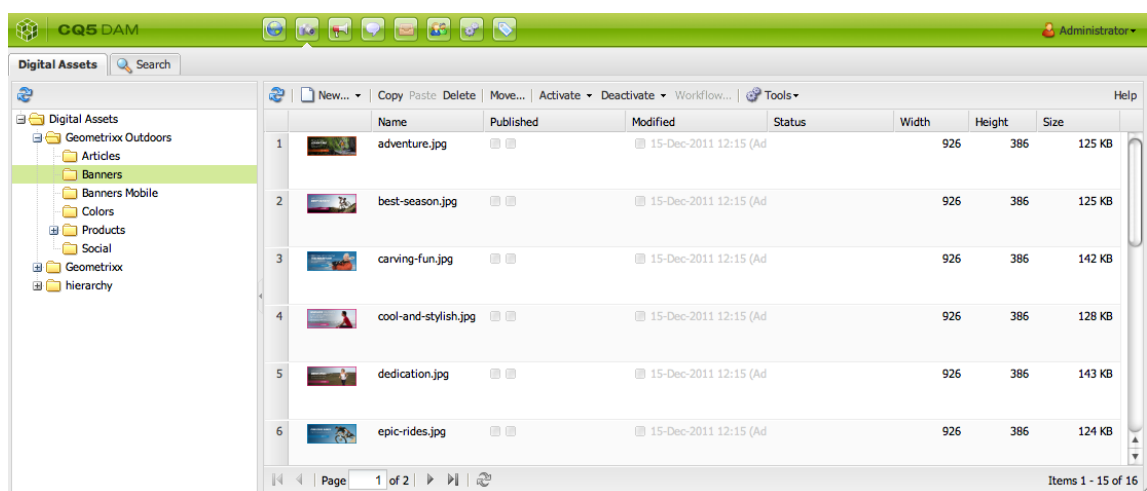 CQ5 DAM
Administrator
Digital Assets Search
New... Copy Paste Delete Move... Activate Deactivate Workflow... Tools Help
Digital Assets
Geometrixx Outdoors
Articles
Banners
Banners Mobile
Colors
Products
Social
Geometrixx
hierarchy
Name Published Modified Status Width Height Size
1 adventure.jpg 15-Dec-2011 12:15 (Ad 926 386 125 KB
2 best-season.jpg 15-Dec-2011 12:15 (Ad 926 386 125 KB
3 carving-fun.jpg 15-Dec-2011 12:15 (Ad 926 386 142 KB
4 cool-and-stylish.jpg 15-Dec-2011 12:15 (Ad 926 386 128 KB
5 dedication.jpg 15-Dec-2011 12:15 (Ad 926 386 143 KB
6 epic-rides.jpg 15-Dec-2011 12:15 (Ad 926 386 124 KB
Page 1 of 2 Items 1 - 15 of 16